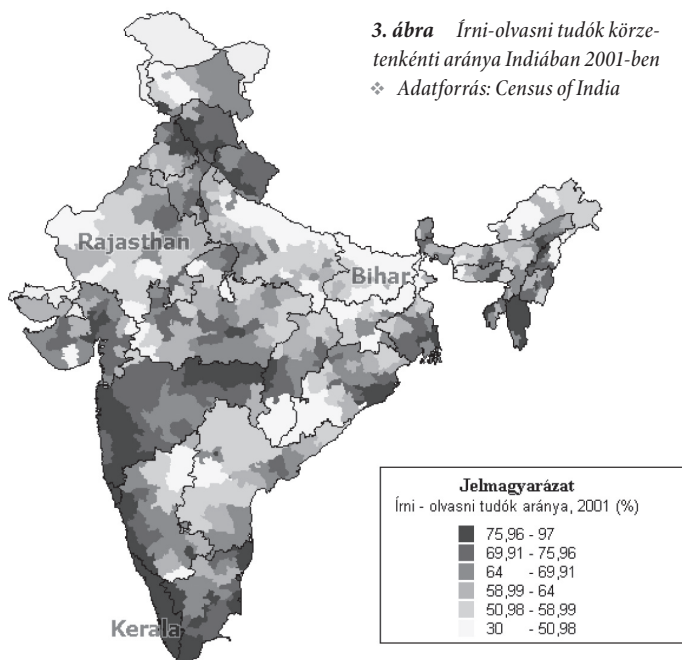 3. ábra Írni-olvasni tudók körze-
tenkénti aránya Indiában 2001-ben
❖ Adatforrás: Census of India
Rajasthan
Bihar
Kerala
Jelmagyarázat
Írni - olvasni tudók aránya, 2001 (%)
75,96 - 97
69,91 - 75,96
64 - 69,91
58,99 - 64
50,98 - 58,99
30 - 50,98